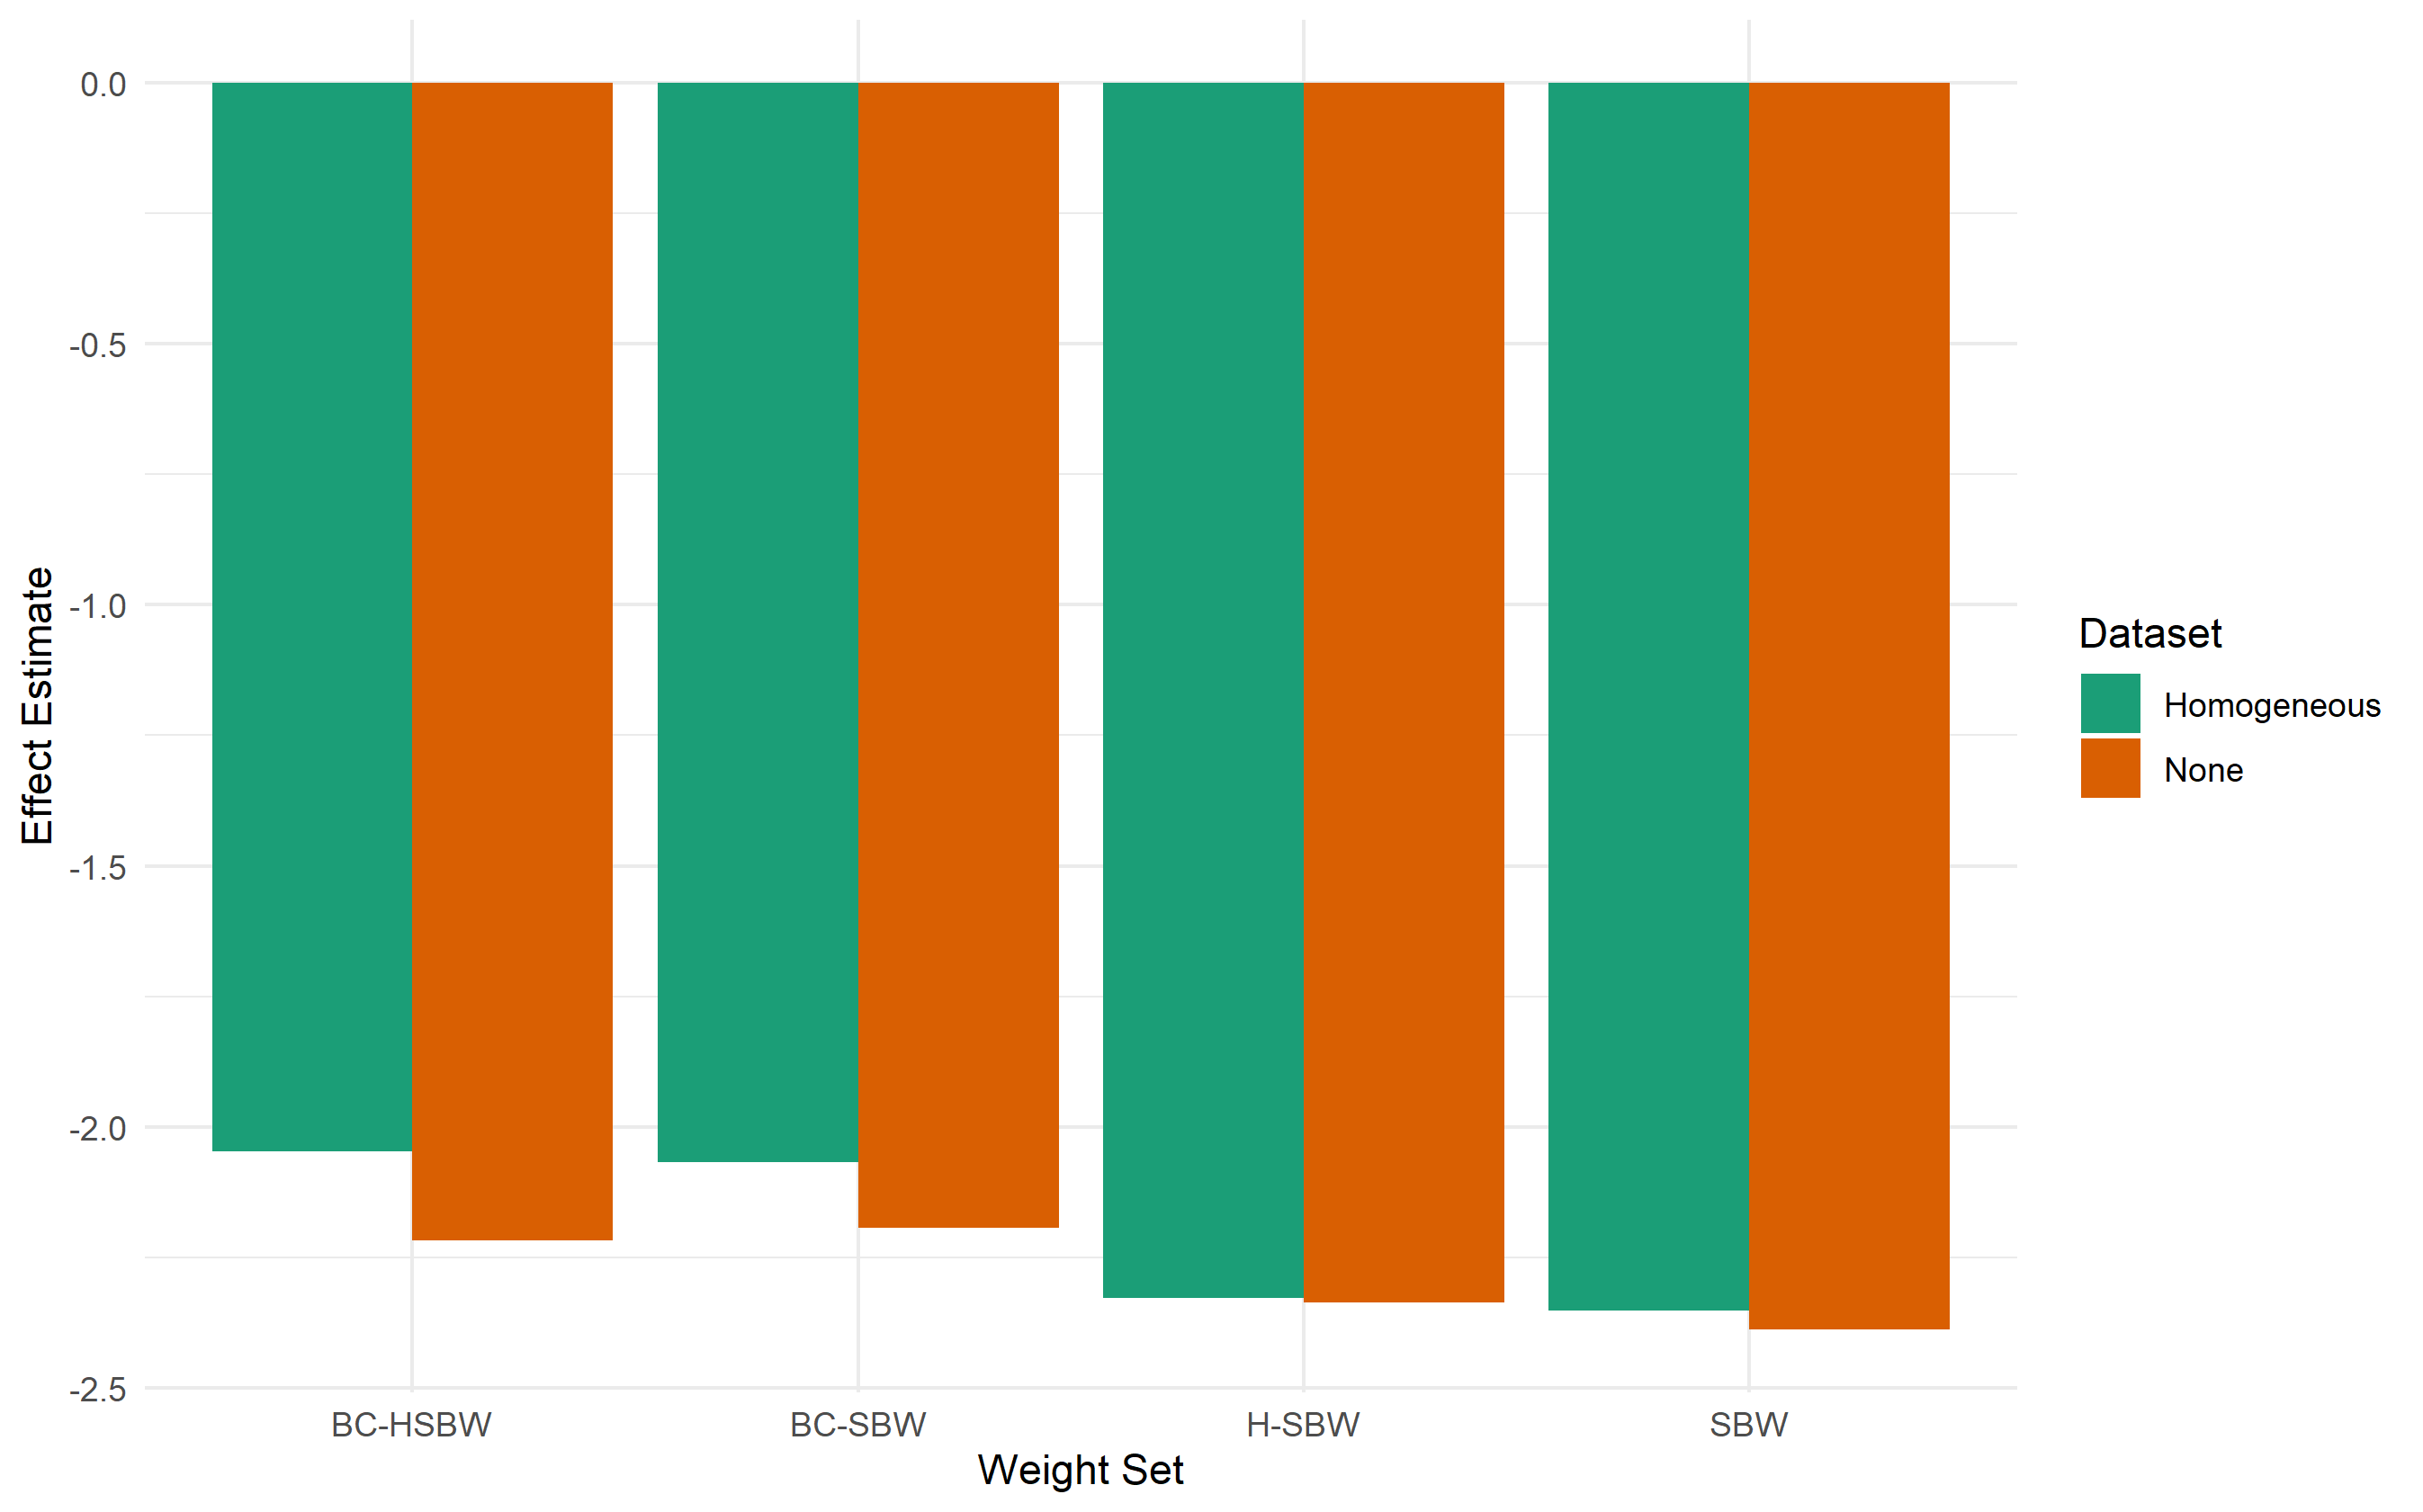 0.0
-0.5
-1.0
-1.5
-2.0
-2.5
Effect Estimate
BC-HSBW
BC-SBW
H-SBW
SBW
Weight Set
Dataset
Homogeneous
None